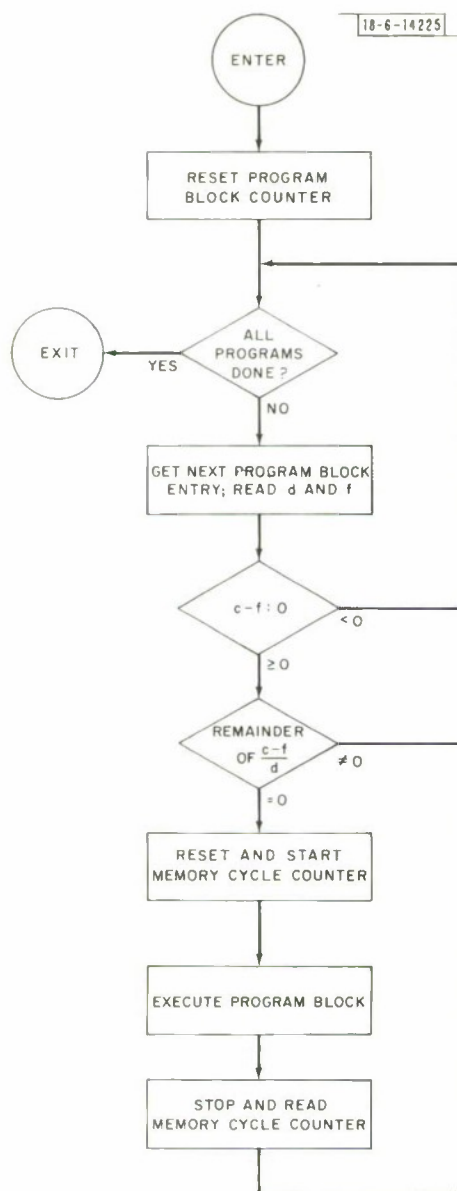 18-6-14225
ENTER
RESET PROGRAM
BLOCK COUNTER
ALL
PROGRAMS
DONE?
EXIT
YES
NO
GET NEXT PROGRAM BLOCK
ENTRY; READ d AND f
c-f : 0
<0
≥0
REMAINDER
OF c-f/d
≠0
=0
RESET AND START
MEMORY CYCLE COUNTER
EXECUTE PROGRAM BLOCK
STOP AND READ
MEMORY CYCLE COUNTER